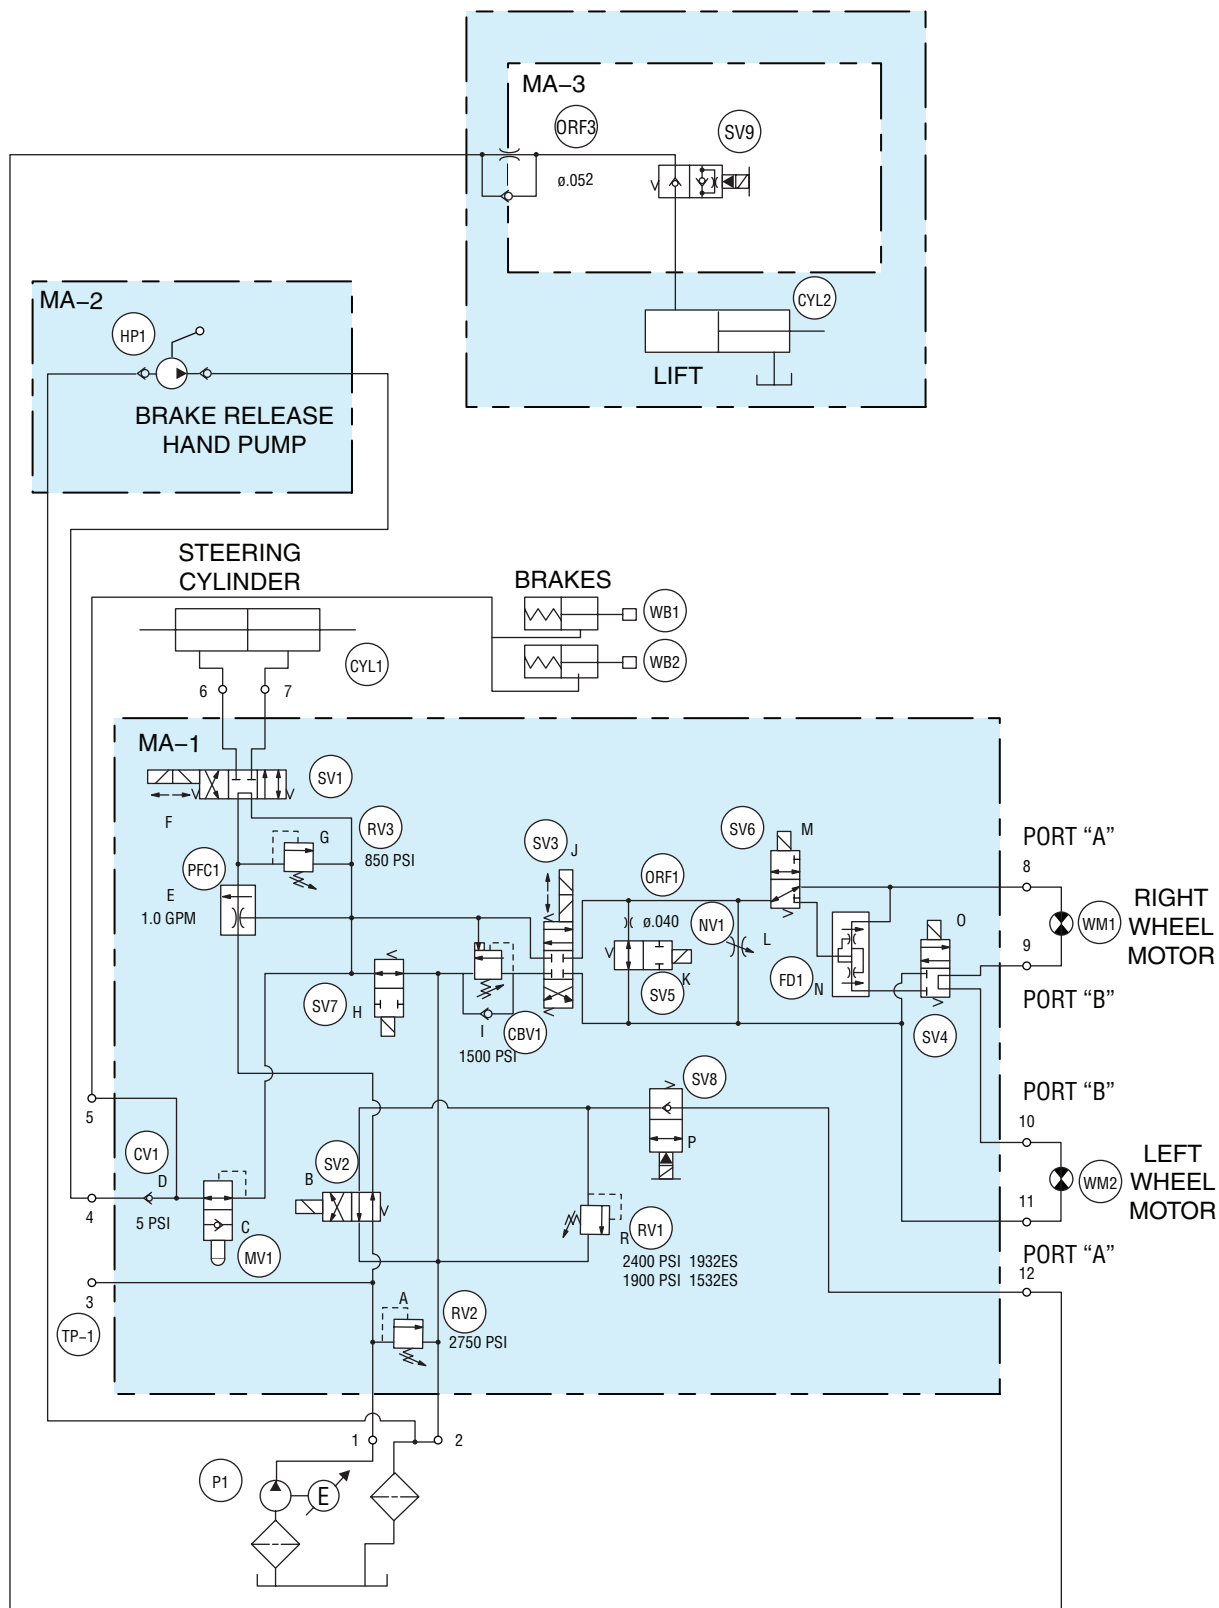 MA–3
ORF3
SV9
ø.052
CYL2
LIFT
MA–2
HP1
BRAKE RELEASE
HAND PUMP
STEERING
CYLINDER
BRAKES
WB1
WB2
CYL1
6
7
MA–1
SV1
F
G
RV3
850 PSI
PFC1
E
1.0 GPM
SV3
J
SV6
M
ORF1
ø.040
NV1
L
K
SV5
FD1
N
O
SV4
SV7
H
I
CBV1
1500 PSI
PORT “A”
8
RIGHT
WHEEL
MOTOR
WM1
9
PORT “B”
SV8
P
PORT “B”
10
LEFT
WHEEL
MOTOR
WM2
11
PORT “A”
12
5
CV1
D
4
5 PSI
SV2
B
C
MV1
R
RV1
2400 PSI 1932ES
1900 PSI 1532ES
3
TP–1
A
RV2
2750 PSI
1
2
P1
E